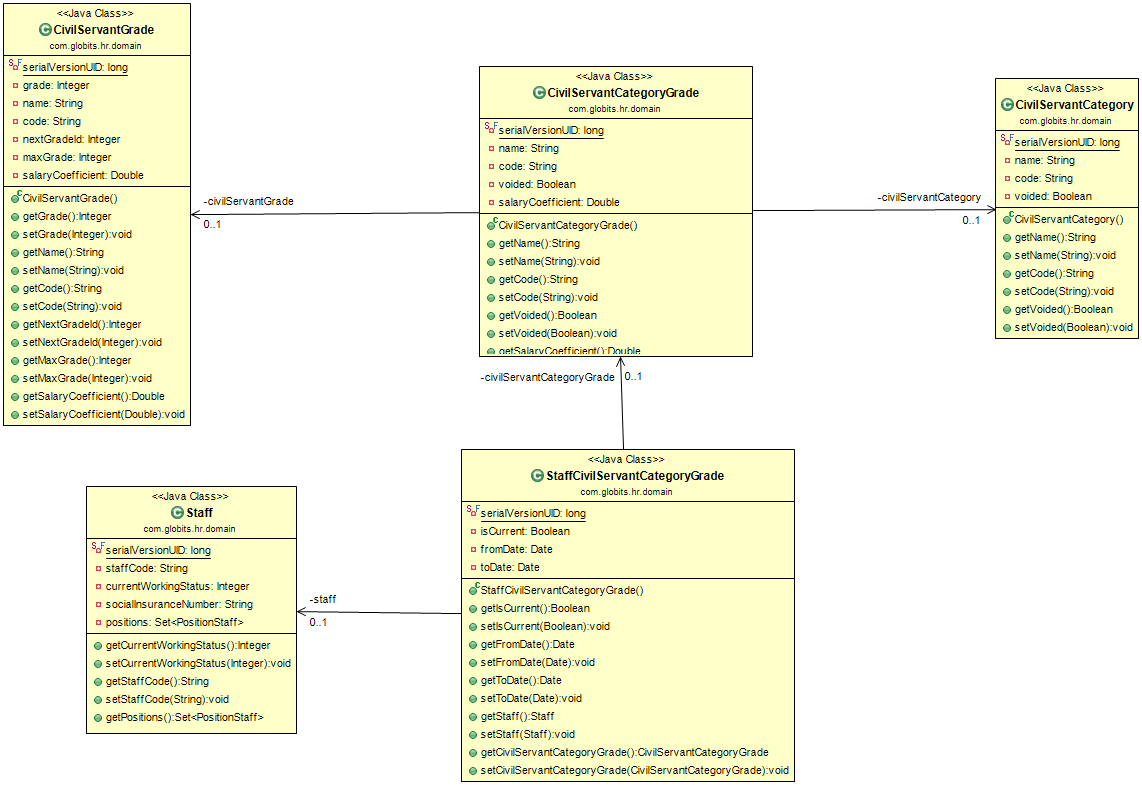 <<Java Class>>
CivilServantGrade
com.globits.hr.domain
serialVersionUID: long
grade: Integer
name: String
code: String
nextGradeId: Integer
maxGrade: Integer
salaryCoefficient: Double
CivilServantGrade()
getGrade():Integer
setGrade(Integer):void
getName():String
setName(String):void
getCode():String
setCode(String):void
getNextGradeId():Integer
setNextGradeId(Integer):void
getMaxGrade():Integer
setMaxGrade(Integer):void
getSalaryCoefficient():Double
setSalaryCoefficient(Double):void
-civilServantGrade
0..1
<<Java Class>>
CivilServantCategoryGrade
com.globits.hr.domain
serialVersionUID: long
name: String
code: String
voided: Boolean
salaryCoefficient: Double
CivilServantCategoryGrade()
getName():String
setName(String):void
getCode():String
setCode(String):void
getVoided():Boolean
setVoided(Boolean):void
getSalaryCoefficient():Double
-civilServantCategory
0..1
<<Java Class>>
CivilServantCategory
com.globits.hr.domain
serialVersionUID: long
name: String
code: String
voided: Boolean
CivilServantCategory()
getName():String
setName(String):void
getCode():String
setCode(String):void
getVoided():Boolean
setVoided(Boolean):void
-civilServantCategoryGrade
0..1
<<Java Class>>
Staff
com.globits.hr.domain
serialVersionUID: long
staffCode: String
currentWorkingStatus: Integer
socialInsuranceNumber: String
positions: Set<PositionStaff>
getCurrentWorkingStatus():Integer
setCurrentWorkingStatus(Integer):void
getStaffCode():String
setStaffCode(String):void
getPositions():Set<PositionStaff>
-staff
0..1
<<Java Class>>
StaffCivilServantCategoryGrade
com.globits.hr.domain
serialVersionUID: long
isCurrent: Boolean
fromDate: Date
toDate: Date
StaffCivilServantCategoryGrade()
getIsCurrent():Boolean
setIsCurrent(Boolean):void
getFromDate():Date
setFromDate(Date):void
getToDate():Date
setToDate(Date):void
getStaff():Staff
setStaff(Staff):void
getCivilServantCategoryGrade():CivilServantCategoryGrade
setCivilServantCategoryGrade(CivilServantCategoryGrade):void